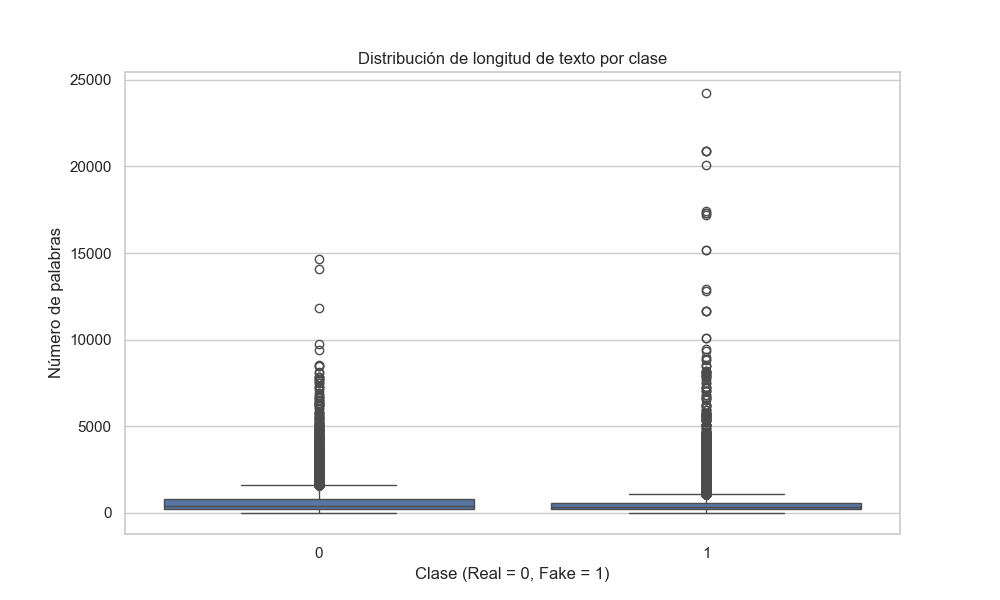 Distribución de longitud de texto por clase
25000
20000
15000
10000
5000
0
Número de palabras
0 1
Clase (Real = 0, Fake = 1)